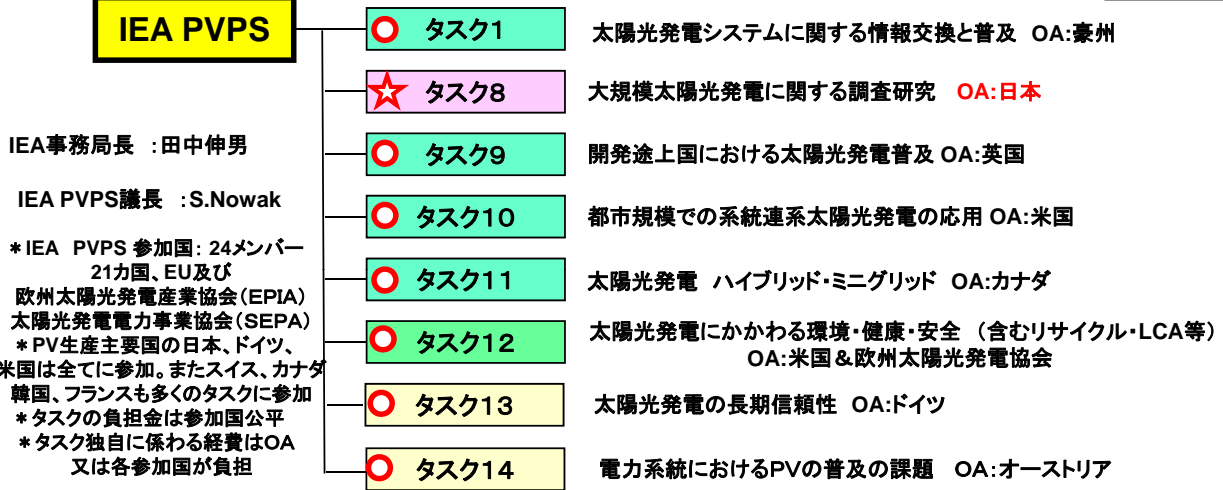 IEA PVPS
タスク1
太陽光発電システムに関する情報交換と普及 OA:豪州
タスク8
大規模太陽光発電に関する調査研究 OA:日本
タスク9
開発途上国における太陽光発電普及 OA:英国
タスク10
都市規模での系統連系太陽光発電の応用 OA:米国
タスク11
太陽光発電 ハイブリッド・ミニグリッド OA:カナダ
タスク12
太陽光発電にかかわる環境・健康・安全 (含むリサイクル・LCA等)
OA:米国&欧州太陽光発電協会
タスク13
太陽光発電の長期信頼性 OA:ドイツ
タスク14
電力系統におけるPVの普及の課題 OA:オーストリア
IEA事務局長 :田中伸男
IEA PVPS議長 :S.Nowak
*IEA PVPS 参加国: 24メンバー
21カ国、EU及び
欧州太陽光発電産業協会(EPIA)
太陽光発電電力事業協会(SEPA)
*PV生産主要国の日本、ドイツ、
米国は全てに参加。またスイス、カナダ
韓国、フランスも多くのタスクに参加
*タスクの負担金は参加国公平
*タスク独自に係わる経費はOA
又は各参加国が負担